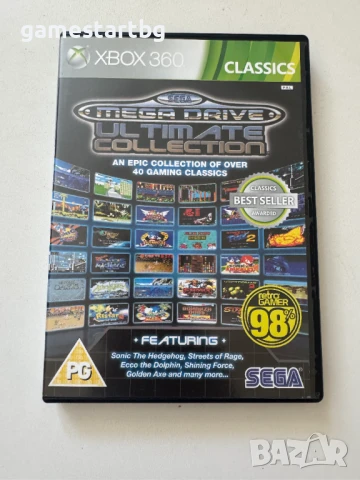 gamestartbg
XBOX 360
CLASSICS
PAL
SEGA
MEGA DRIVE
ULTIMATE
COLLECTION
AN EPIC COLLECTION OF OVER
40 GAMING CLASSICS
CLASSICS
BEST SELLER
AWARDED
retro
GAMER
98%
• FEATURING •
Sonic The Hedgehog, Streets of Rage,
Ecco the Dolphin, Shining Force,
Golden Axe and many more...
PG
SEGA
BAZAR